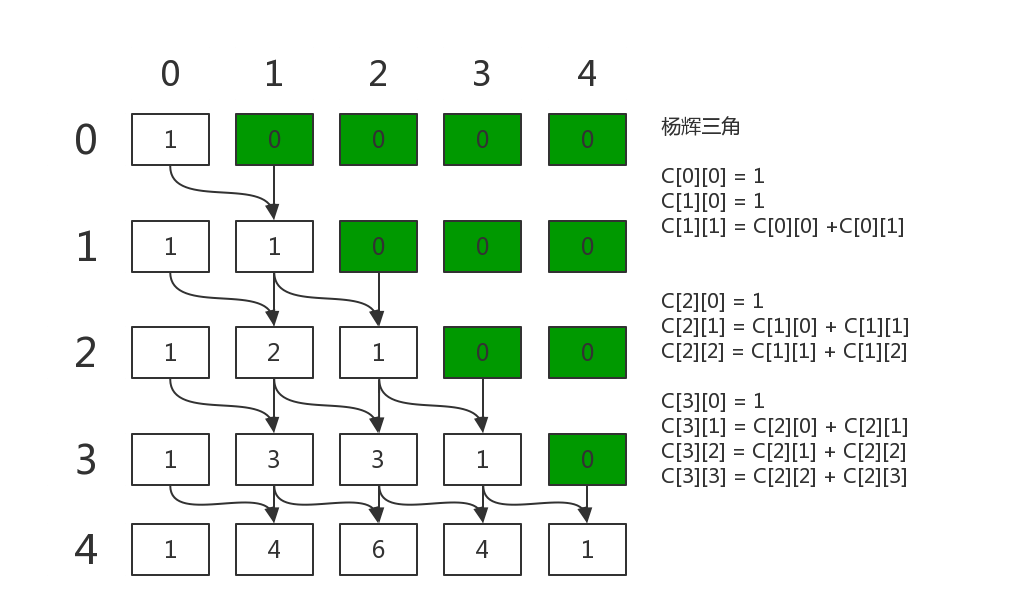 0 1 2 3 4
0 1 0 0 0 0
1 1 1 0 0 0
2 1 2 1 0 0
3 1 3 3 1 0
4 1 4 6 4 1
杨辉三角
C[0][0] = 1
C[1][0] = 1
C[1][1] = C[0][0] +C[0][1]
C[2][0] = 1
C[2][1] = C[1][0] + C[1][1]
C[2][2] = C[1][1] + C[1][2]
C[3][0] = 1
C[3][1] = C[2][0] + C[2][1]
C[3][2] = C[2][1] + C[2][2]
C[3][3] = C[2][2] + C[2][3]